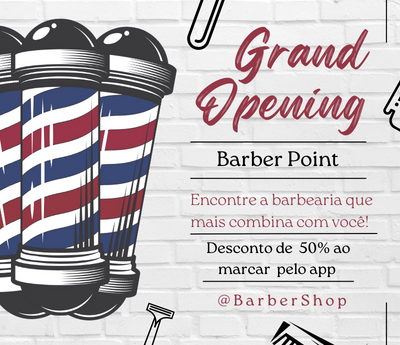 Grand
Opening
Barber Point
Encontre a barbearia que
mais combina com você!
Desconto de 50% ao
marcar pelo app
@BarberShop